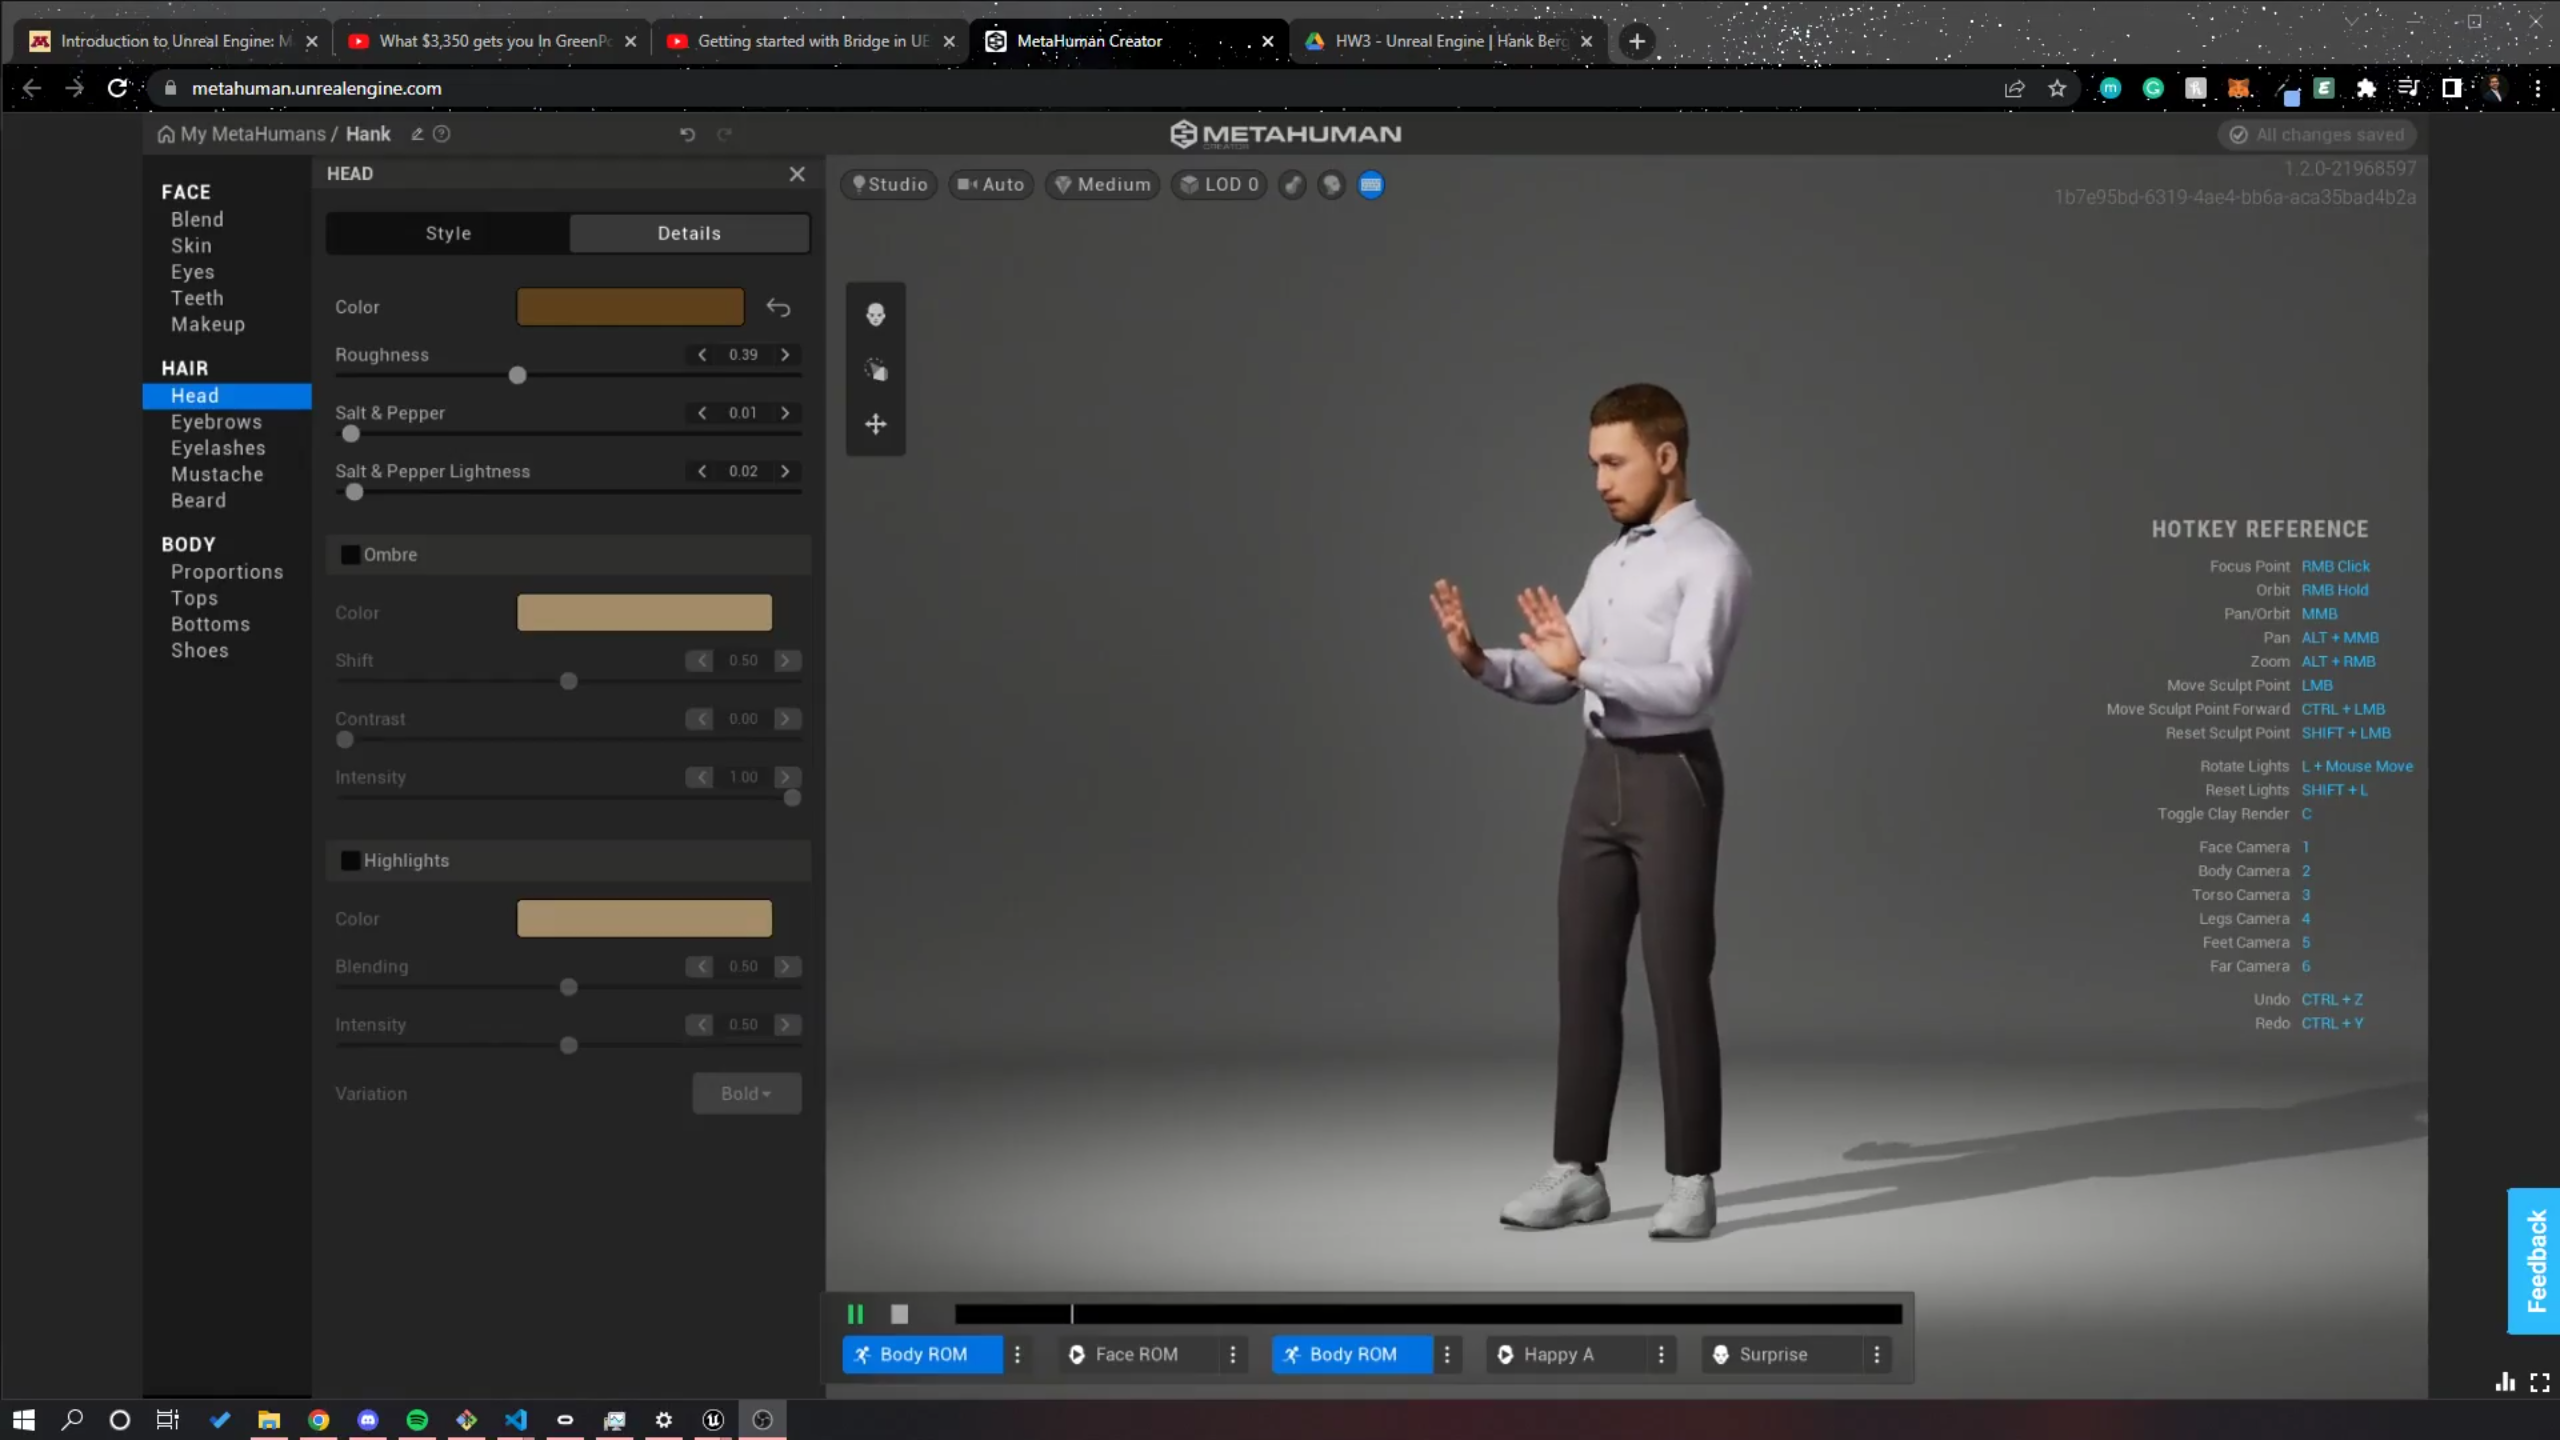 Introduction to Unreal Engine: M
What $3,350 gets you In GreenPo
Getting started with Bridge in UE
MetaHuman Creator
HW3 - Unreal Engine | Hank Berg
metahuman.unrealengine.com
My MetaHumans / Hank
METAHUMAN
CREATOR
All changes saved
1.2.0-21968597
1b7e95bd-6319-4ae4-bb6a-aca35bad4b2a
FACE
Blend
Skin
Eyes
Teeth
Makeup
HAIR
Head
Eyebrows
Eyelashes
Mustache
Beard
BODY
Proportions
Tops
Bottoms
Shoes
HEAD
Style
Details
Color
Roughness 0.39
Salt & Pepper 0.01
Salt & Pepper Lightness 0.02
Ombre
Color
Shift 0.50
Contrast 0.00
Intensity 1.00
Highlights
Color
Blending 0.50
Intensity 0.50
Variation Bold
Studio
Auto
Medium
LOD 0
HOTKEY REFERENCE
Focus Point RMB Click
Orbit RMB Hold
Pan/Orbit MMB
Pan ALT + MMB
Zoom ALT + RMB
Move Sculpt Point LMB
Move Sculpt Point Forward CTRL + LMB
Reset Sculpt Point SHIFT + LMB
Rotate Lights L + Mouse Move
Reset Lights SHIFT + L
Toggle Clay Render C
Face Camera 1
Body Camera 2
Torso Camera 3
Legs Camera 4
Feet Camera 5
Far Camera 6
Undo CTRL + Z
Redo CTRL + Y
Feedback
Body ROM
Face ROM
Body ROM
Happy A
Surprise